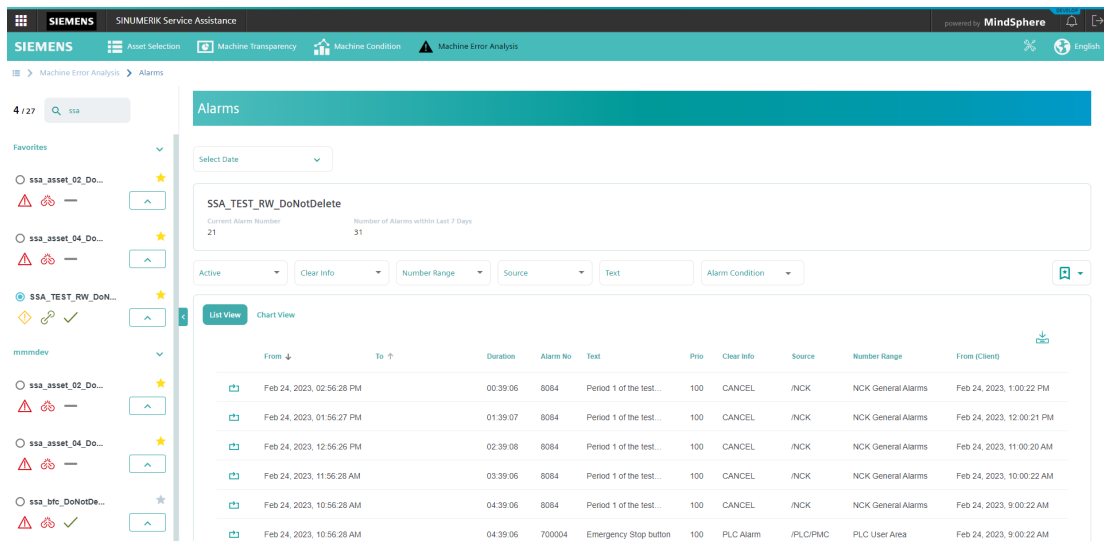 SIEMENS SINUMERIK Service Assistance powered by MindSphere DEVELOP
SIEMENS Asset Selection Machine Transparency Machine Condition Machine Error Analysis English
Machine Error Analysis Alarms
4 / 27 ssa
Alarms
Favorites
Select Date
ssa_asset_02_Do...
SSA_TEST_RW_DoNotDelete
Current Alarm Number Number of Alarms within Last 7 Days
21 31
ssa_asset_04_Do...
Active Clear Info Number Range Source Text Alarm Condition
SSA_TEST_RW_DoN...
List View Chart View
mmmdev
From To Duration Alarm No Text Prio Clear Info Source Number Range From (Client)
ssa_asset_02_Do...
Feb 24, 2023, 02:56:28 PM 00:39:06 8084 Period 1 of the test... 100 CANCEL /NCK NCK General Alarms Feb 24, 2023, 1:00:22 PM
Feb 24, 2023, 01:56:27 PM 01:39:07 8084 Period 1 of the test... 100 CANCEL /NCK NCK General Alarms Feb 24, 2023, 12:00:21 PM
ssa_asset_04_Do...
Feb 24, 2023, 12:56:26 PM 02:39:08 8084 Period 1 of the test... 100 CANCEL /NCK NCK General Alarms Feb 24, 2023, 11:00:20 AM
Feb 24, 2023, 11:56:28 AM 03:39:06 8084 Period 1 of the test... 100 CANCEL /NCK NCK General Alarms Feb 24, 2023, 10:00:22 AM
ssa_bfc_DoNotDe...
Feb 24, 2023, 10:56:28 AM 04:39:06 8084 Period 1 of the test... 100 CANCEL /NCK NCK General Alarms Feb 24, 2023, 9:00:22 AM
Feb 24, 2023, 10:56:28 AM 04:39:06 700004 Emergency Stop button 100 PLC Alarm /PLC/PMC PLC User Area Feb 24, 2023, 9:00:22 AM